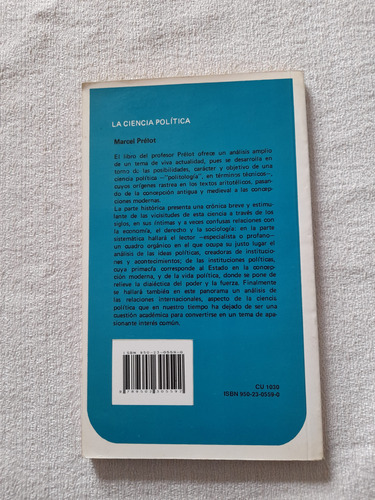 LA CIENCIA POLÍTICA
Marcel Prélot
El libro del profesor Prélot ofrece un análisis amplio
de un tema de viva actualidad, pues se desarrolla en
torno de las posibilidades, carácter y objetivo de una
ciencia política —"politología", en términos técnicos—,
cuyos orígenes rastrea en los textos aristotélicos, pasan-
do de la concepción antigua y medieval a las concep-
ciones modernas.
La parte histórica presenta una crónica breve y estimu-
lante de las vicisitudes de esta ciencia a través de los
siglos, en sus íntimas y a veces confusas relaciones con
la economía, el derecho y la sociología: en la parte
sistemática hallará el lector —especialista o profano—
un cuadro orgánico en el que ocupa su justo lugar el
análisis de las ideas políticas, creadoras de institucio-
nes y acontecimientos; de las instituciones políticas,
cuya primacía corresponde al Estado en la concep-
ción moderna, y de la vida política, donde se pone de
relieve la dialéctica del poder y la fuerza. Finalmente
se hallará también en este panorama un análisis de
las relaciones internacionales, aspecto de la ciencia
política que en nuestro tiempo ha dejado de ser una
cuestión académica para convertirse en un tema de apa-
sionante interés común.
ISBN 950-23-0559-0
9 789502 305592
CU 1030
ISBN 950-23-0559-0